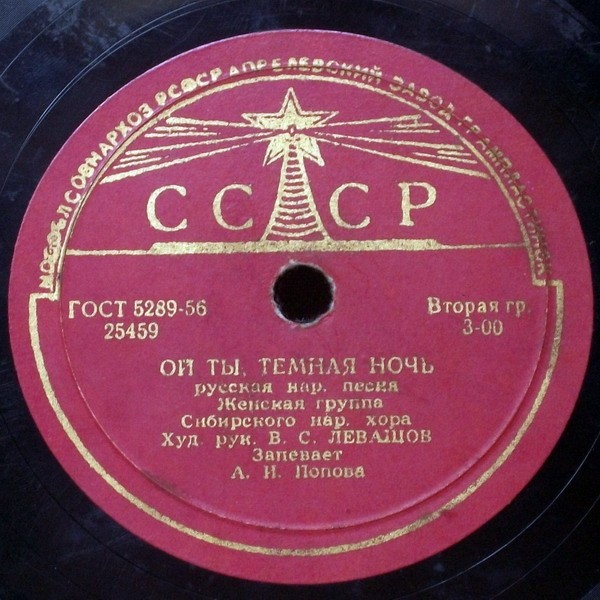 МОСОБЛСОВНАРХОЗ РСФСР АПРЕЛЕВСКИЙ ЗАВОД ГРАМПЛАСТИНОК
СССР
ГОСТ 5289-56
25459
Вторая гр.
3-00
ОЙ ТЫ, ТЕМНАЯ НОЧЬ
русская нар. песня
Женская группа
Сибирского нар. хора
Худ. рук. В. С. ЛЕВАШОВ
Запевает
А. И. Попова